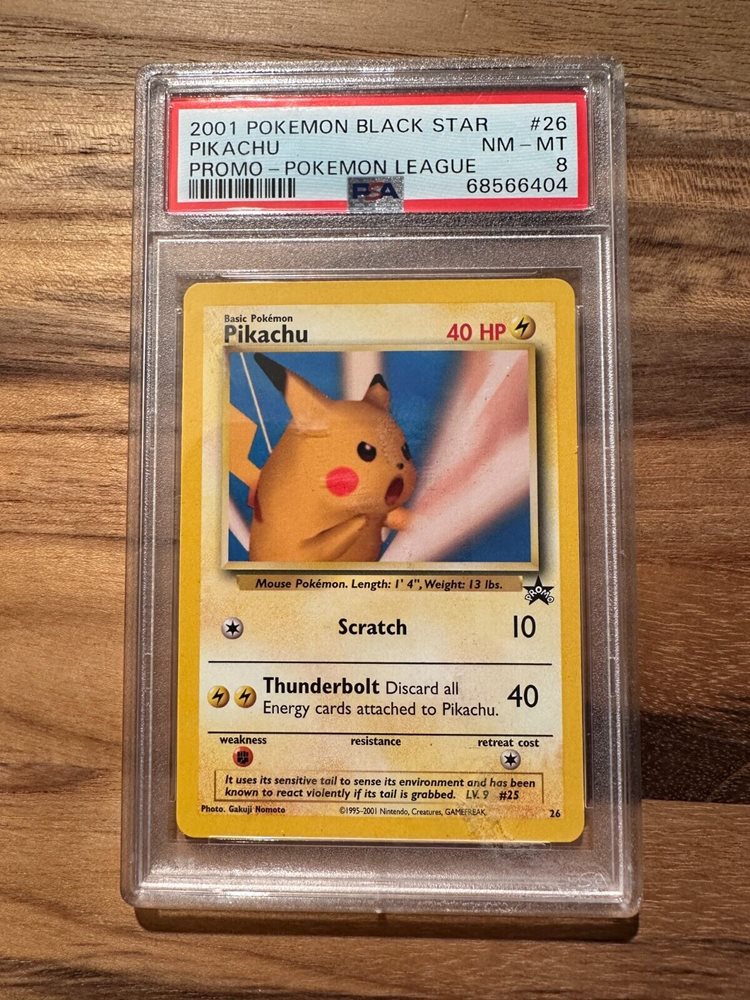 2001 POKEMON BLACK STAR #26
PIKACHU NM-MT
PROMO-POKEMON LEAGUE 8
PSA 68566404
Basic Pokémon
Pikachu 40 HP
Mouse Pokémon. Length: 1' 4", Weight: 13 lbs.
PROMO
Scratch 10
Thunderbolt Discard all
Energy cards attached to Pikachu. 40
weakness resistance retreat cost
It uses its sensitive tail to sense its environment and has been
known to react violently if its tail is grabbed. LV. 9 #25
Photo. Gakuji Nomoto ©1995-2001 Nintendo, Creatures, GAMEFREAK. 26